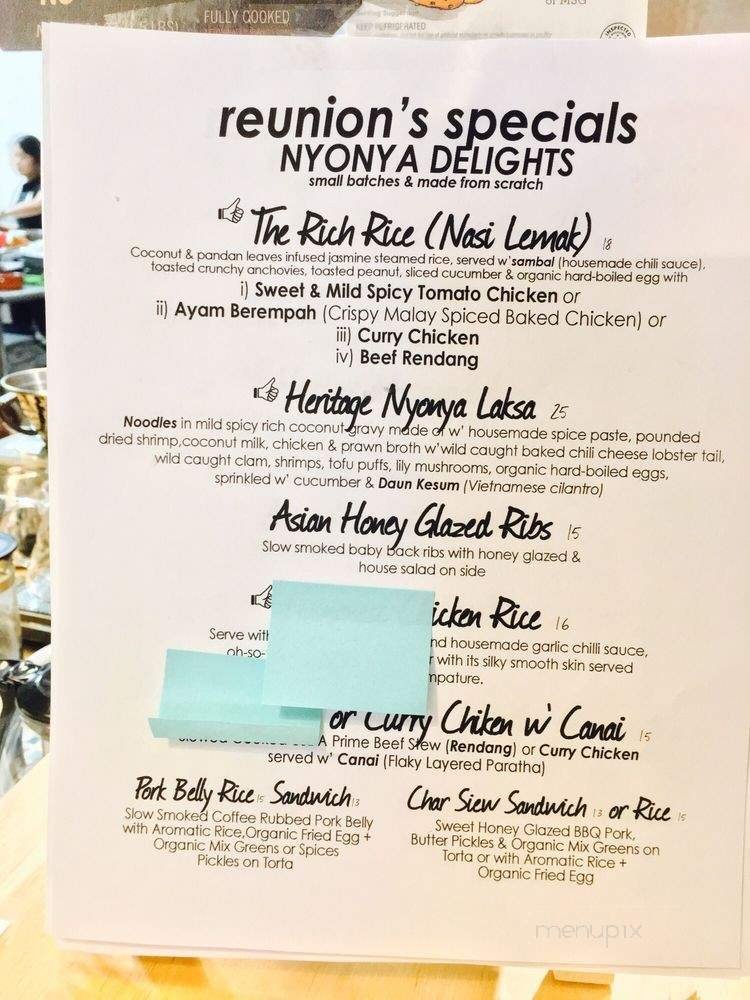 FULLY COOKED
KEEP REFRIGERATED
of MSG
INSPECTED
reunion's specials
NYONYA DELIGHTS
small batches & made from scratch
The Rich Rice (Nasi Lemak) 18
Coconut & pandan leaves infused jasmine steamed rice, served w'sambal (housemade chili sauce),
toasted crunchy anchovies, toasted peanut, sliced cucumber & organic hard-boiled egg with
i) Sweet & Mild Spicy Tomato Chicken or
ii) Ayam Berempah (Crispy Malay Spiced Baked Chicken) or
iii) Curry Chicken
iv) Beef Rendang
Heritage Nyonya Laksa 25
Noodles in mild spicy rich coconut gravy made of w' housemade spice paste, pounded
dried shrimp,coconut milk, chicken & prawn broth w'wild caught baked chili cheese lobster tail,
wild caught clam, shrimps, tofu puffs, lily mushrooms, organic hard-boiled eggs,
sprinkled w' cucumber & Daun Kesum (Vietnamese cilantro)
Asian Honey Glazed Ribs 15
Slow smoked baby back ribs with honey glazed &
house salad on side
icken Rice 16
Serve with nd housemade garlic chilli sauce,
oh-so- with its silky smooth skin served
mpature.
or Curry Chiken w' Canai 15
A Prime Beef Stew (Rendang) or Curry Chicken
served w' Canai (Flaky Layered Paratha)
Pork Belly Rice 15 Sandwich 13
Slow Smoked Coffee Rubbed Pork Belly
with Aromatic Rice,Organic Fried Egg +
Organic Mix Greens or Spices
Pickles on Torta
Char Siew Sandwich 13 or Rice 15
Sweet Honey Glazed BBQ Pork,
Butter Pickles & Organic Mix Greens on
Torta or with Aromatic Rice +
Organic Fried Egg
menupix